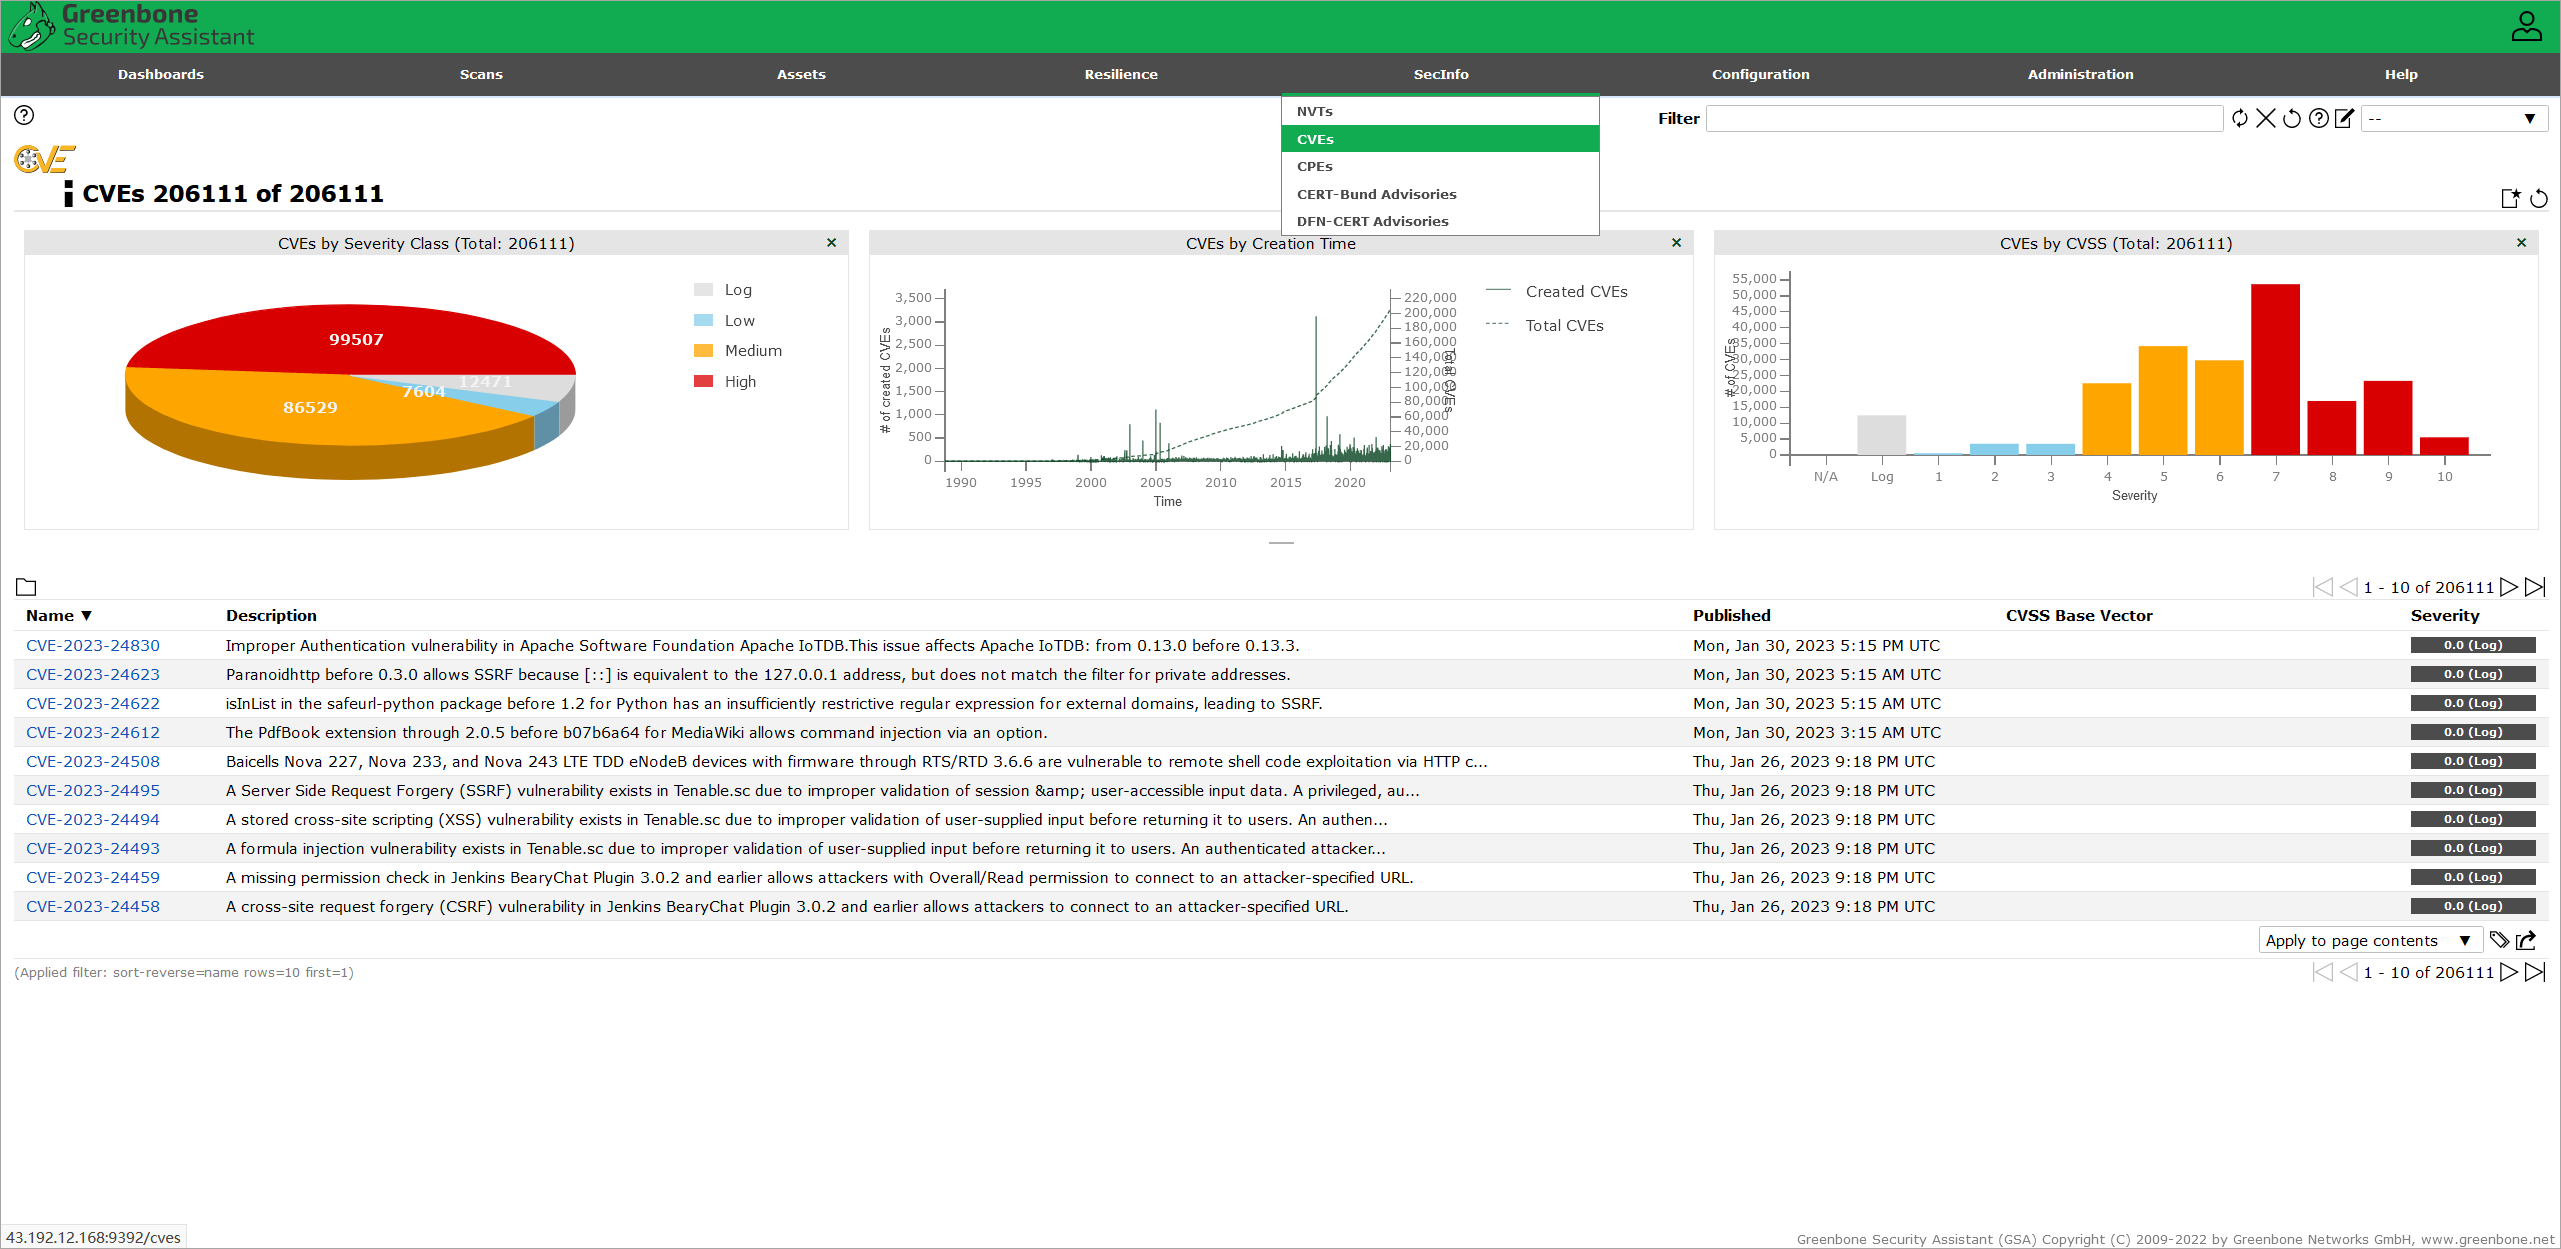 Greenbone
Security Assistant
Dashboards Scans Assets Resilience SecInfo Configuration Administration Help
NVTs
CVEs
CPEs
CERT-Bund Advisories
DFN-CERT Advisories
Filter
--
CVE
CVEs 206111 of 206111
CVEs by Severity Class (Total: 206111)
99507
12471
7604
86529
Log
Low
Medium
High
CVEs by Creation Time
# of created CVEs
3,500
3,000
2,500
2,000
1,500
1,000
500
0
220,000
200,000
180,000
160,000
140,000
120,000
100,000
80,000
60,000
40,000
20,000
0
Total CVEs
1990 1995 2000 2005 2010 2015 2020
Time
Created CVEs
Total CVEs
CVEs by CVSS (Total: 206111)
# of CVEs
55,000
50,000
45,000
40,000
35,000
30,000
25,000
20,000
15,000
10,000
5,000
0
N/A Log 1 2 3 4 5 6 7 8 9 10
Severity
1 - 10 of 206111
Name ▼ Description Published CVSS Base Vector Severity
CVE-2023-24830 Improper Authentication vulnerability in Apache Software Foundation Apache IoTDB.This issue affects Apache IoTDB: from 0.13.0 before 0.13.3. Mon, Jan 30, 2023 5:15 PM UTC 0.0 (Log)
CVE-2023-24623 Paranoidhttp before 0.3.0 allows SSRF because [::] is equivalent to the 127.0.0.1 address, but does not match the filter for private addresses. Mon, Jan 30, 2023 5:15 AM UTC 0.0 (Log)
CVE-2023-24622 isInList in the safeurl-python package before 1.2 for Python has an insufficiently restrictive regular expression for external domains, leading to SSRF. Mon, Jan 30, 2023 5:15 AM UTC 0.0 (Log)
CVE-2023-24612 The PdfBook extension through 2.0.5 before b07b6a64 for MediaWiki allows command injection via an option. Mon, Jan 30, 2023 3:15 AM UTC 0.0 (Log)
CVE-2023-24508 Baicells Nova 227, Nova 233, and Nova 243 LTE TDD eNodeB devices with firmware through RTS/RTD 3.6.6 are vulnerable to remote shell code exploitation via HTTP c... Thu, Jan 26, 2023 9:18 PM UTC 0.0 (Log)
CVE-2023-24495 A Server Side Request Forgery (SSRF) vulnerability exists in Tenable.sc due to improper validation of session &amp; user-accessible input data. A privileged, au... Thu, Jan 26, 2023 9:18 PM UTC 0.0 (Log)
CVE-2023-24494 A stored cross-site scripting (XSS) vulnerability exists in Tenable.sc due to improper validation of user-supplied input before returning it to users. An authen... Thu, Jan 26, 2023 9:18 PM UTC 0.0 (Log)
CVE-2023-24493 A formula injection vulnerability exists in Tenable.sc due to improper validation of user-supplied input before returning it to users. An authenticated attacker... Thu, Jan 26, 2023 9:18 PM UTC 0.0 (Log)
CVE-2023-24459 A missing permission check in Jenkins BearyChat Plugin 3.0.2 and earlier allows attackers with Overall/Read permission to connect to an attacker-specified URL. Thu, Jan 26, 2023 9:18 PM UTC 0.0 (Log)
CVE-2023-24458 A cross-site request forgery (CSRF) vulnerability in Jenkins BearyChat Plugin 3.0.2 and earlier allows attackers to connect to an attacker-specified URL. Thu, Jan 26, 2023 9:18 PM UTC 0.0 (Log)
Apply to page contents
(Applied filter: sort-reverse=name rows=10 first=1)
1 - 10 of 206111
43.192.12.168:9392/cves
Greenbone Security Assistant (GSA) Copyright (C) 2009-2022 by Greenbone Networks GmbH, www.greenbone.net